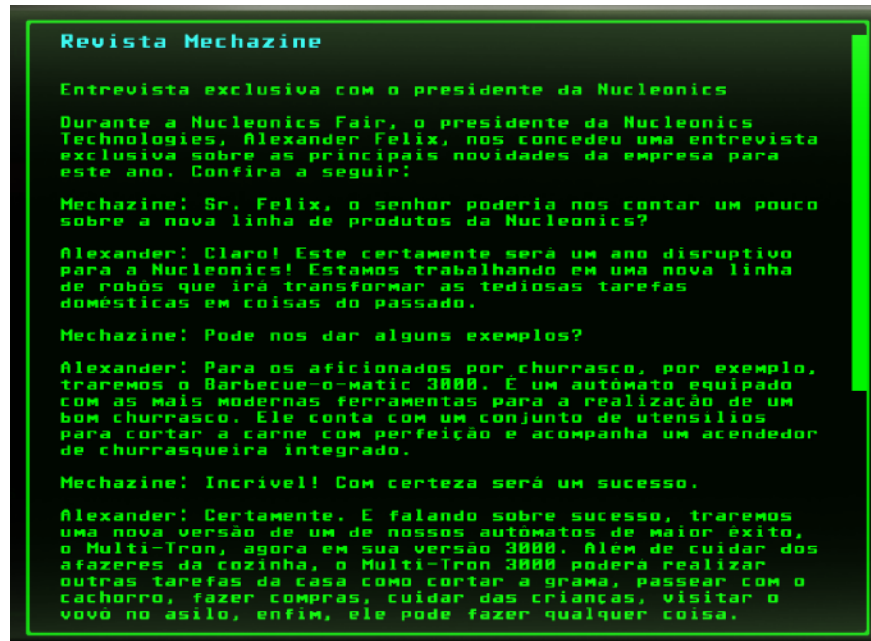 Revista Mechazine
Entrevista exclusiva com o presidente da Nucleonics
Durante a Nucleonics Fair, o presidente da Nucleonics
Technologies, Alexander Felix, nos concedeu uma entrevista
exclusiva sobre as principais novidades da empresa para
este ano. Confira a seguir:
Mechazine: Sr. Felix, o senhor poderia nos contar um pouco
sobre a nova linha de produtos da Nucleonics?
Alexander: Claro! Este certamente será um ano disruptivo
para a Nucleonics! Estamos trabalhando em uma nova linha
de robôs que irá transformar as tediosas tarefas
domésticas em coisas do passado.
Mechazine: Pode nos dar alguns exemplos?
Alexander: Para os aficionados por churrasco, por exemplo,
traremos o Barbecue-o-matic 3000. É um autômato equipado
com as mais modernas ferramentas para a realização de um
bom churrasco. Ele conta com um conjunto de utensílios
para cortar a carne com perfeição e acompanha um acendedor
de churrasqueira integrado.
Mechazine: Incrível! Com certeza será um sucesso.
Alexander: Certamente. E falando sobre sucesso, traremos
uma nova versão de um de nossos autômatos de maior êxito,
o Multi-Tron, agora em sua versão 3000. Além de cuidar dos
afazeres da cozinha, o Multi-Tron 3000 poderá realizar
outras tarefas da casa como cortar a grama, passear com o
cachorro, fazer compras, cuidar das crianças, visitar o
vovô no asilo, enfim, ele pode fazer qualquer coisa.